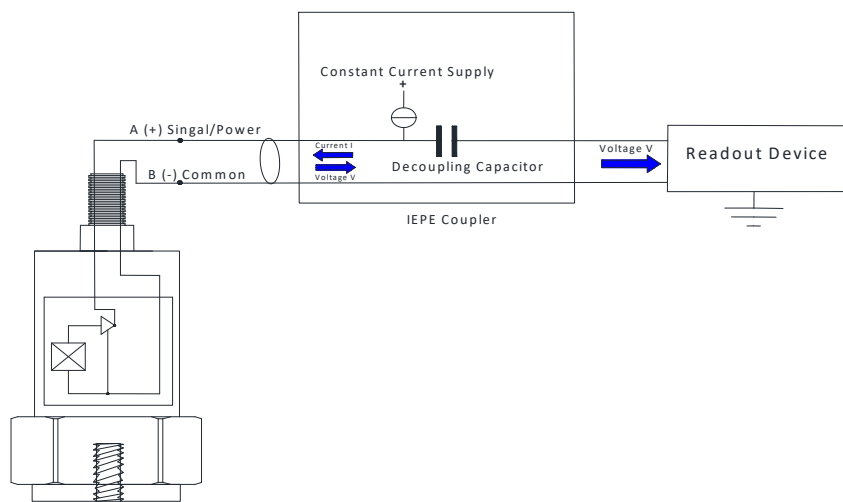 Constant Current Supply
+
A (+) Singal/Power
Current I
Voltage V
Decoupling Capacitor
Voltage V
Readout Device
B (-) Common
IEPE Coupler